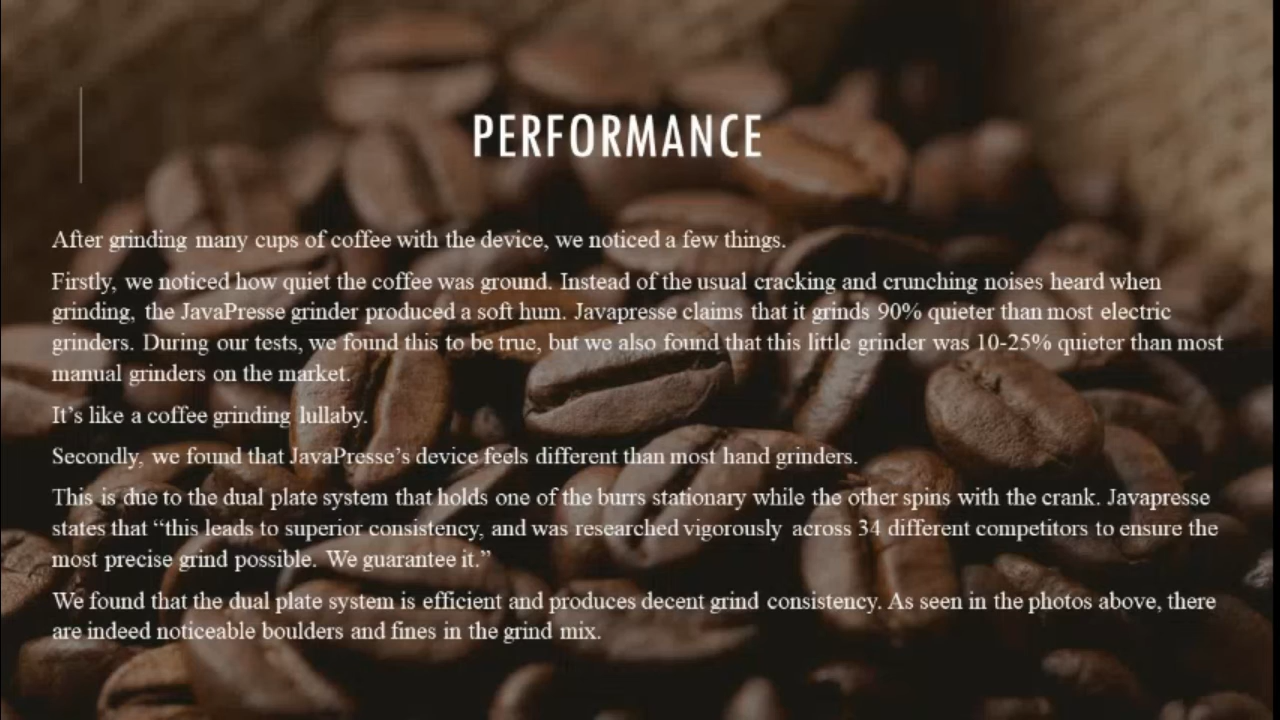 PERFORMANCE
After grinding many cups of coffee with the device, we noticed a few things.
Firstly, we noticed how quiet the coffee was ground. Instead of the usual cracking and crunching noises heard when
grinding, the JavaPresse grinder produced a soft hum. Javapresse claims that it grinds 90% quieter than most electric
grinders. During our tests, we found this to be true, but we also found that this little grinder was 10-25% quieter than most
manual grinders on the market.
It’s like a coffee grinding lullaby.
Secondly, we found that JavaPresse’s device feels different than most hand grinders.
This is due to the dual plate system that holds one of the burrs stationary while the other spins with the crank. Javapresse
states that “this leads to superior consistency, and was researched vigorously across 34 different competitors to ensure the
most precise grind possible. We guarantee it.”
We found that the dual plate system is efficient and produces decent grind consistency. As seen in the photos above, there
are indeed noticeable boulders and fines in the grind mix.